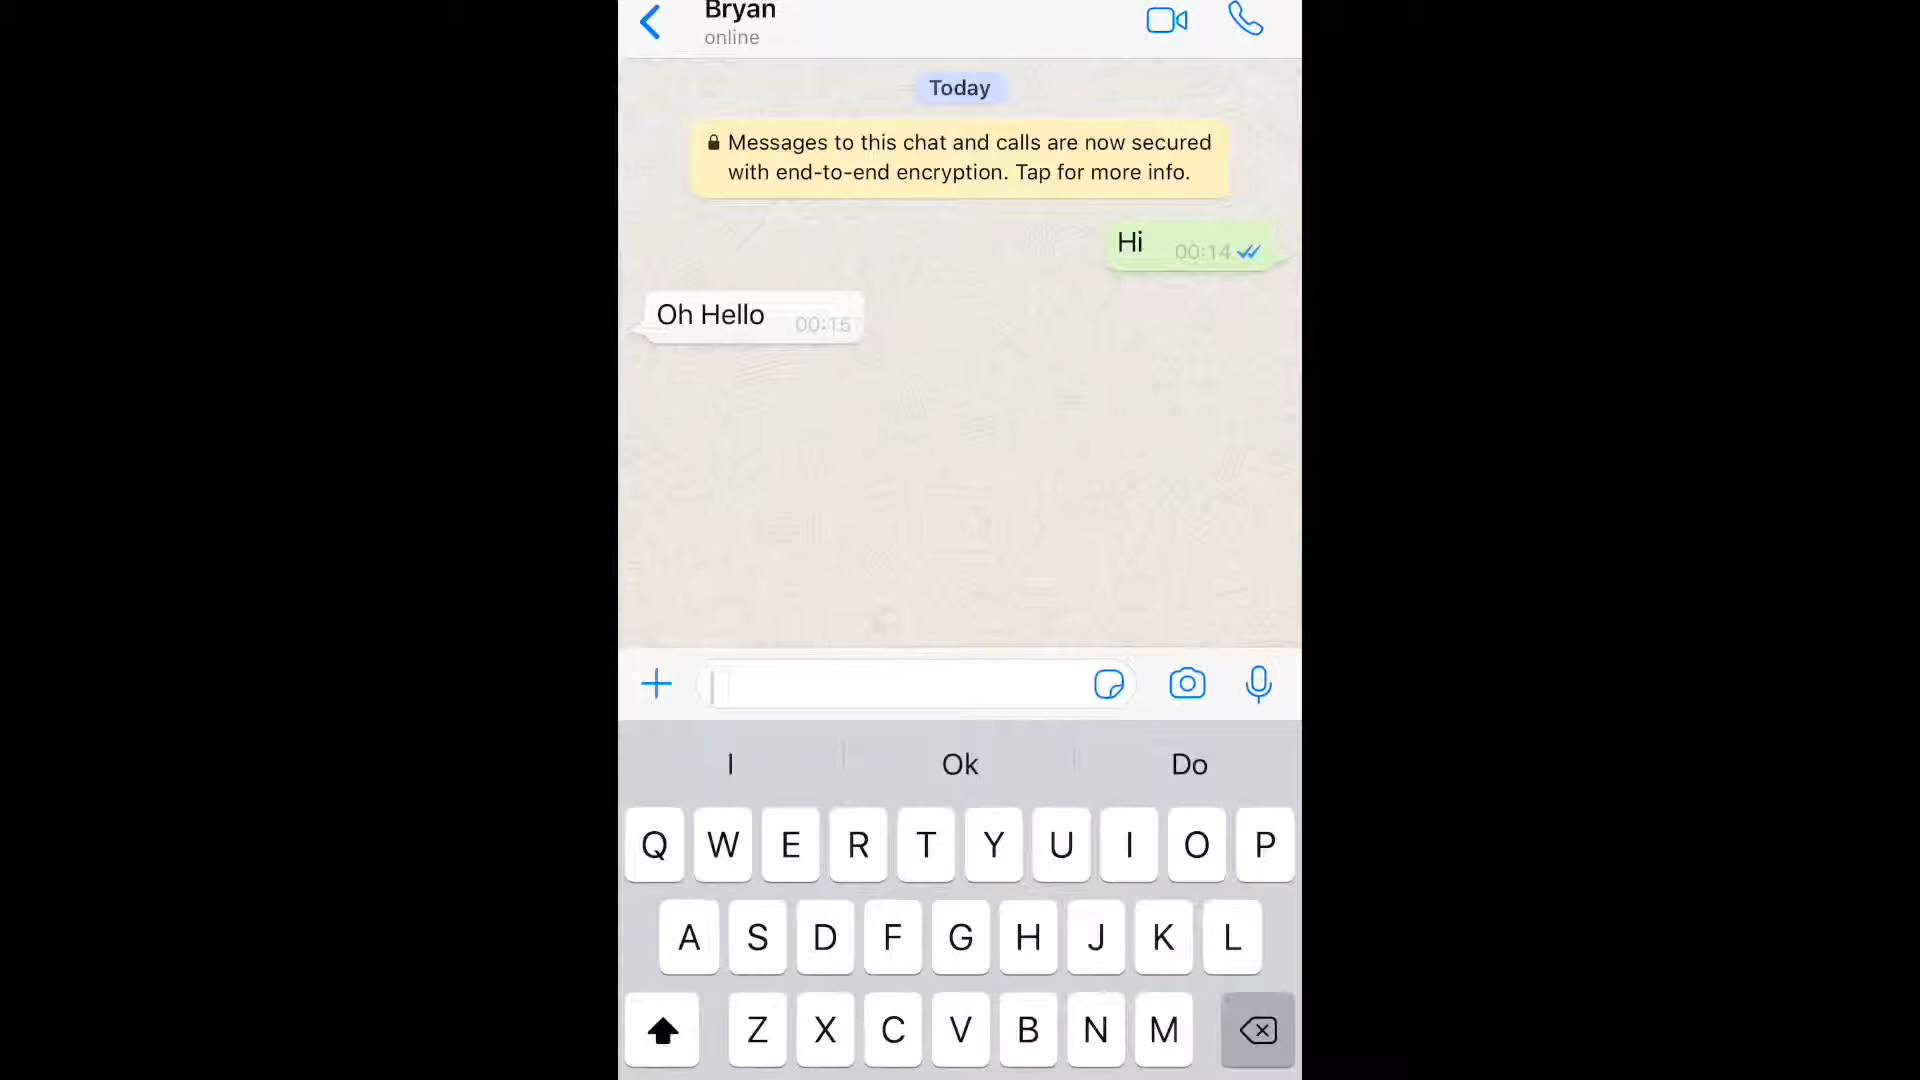 Bryan
online
Today
Messages to this chat and calls are now secured
with end-to-end encryption. Tap for more info.
Hi 00:14
Oh Hello 00:15
I Ok Do
Q W E R T Y U I O P
A S D F G H J K L
Z X C V B N M